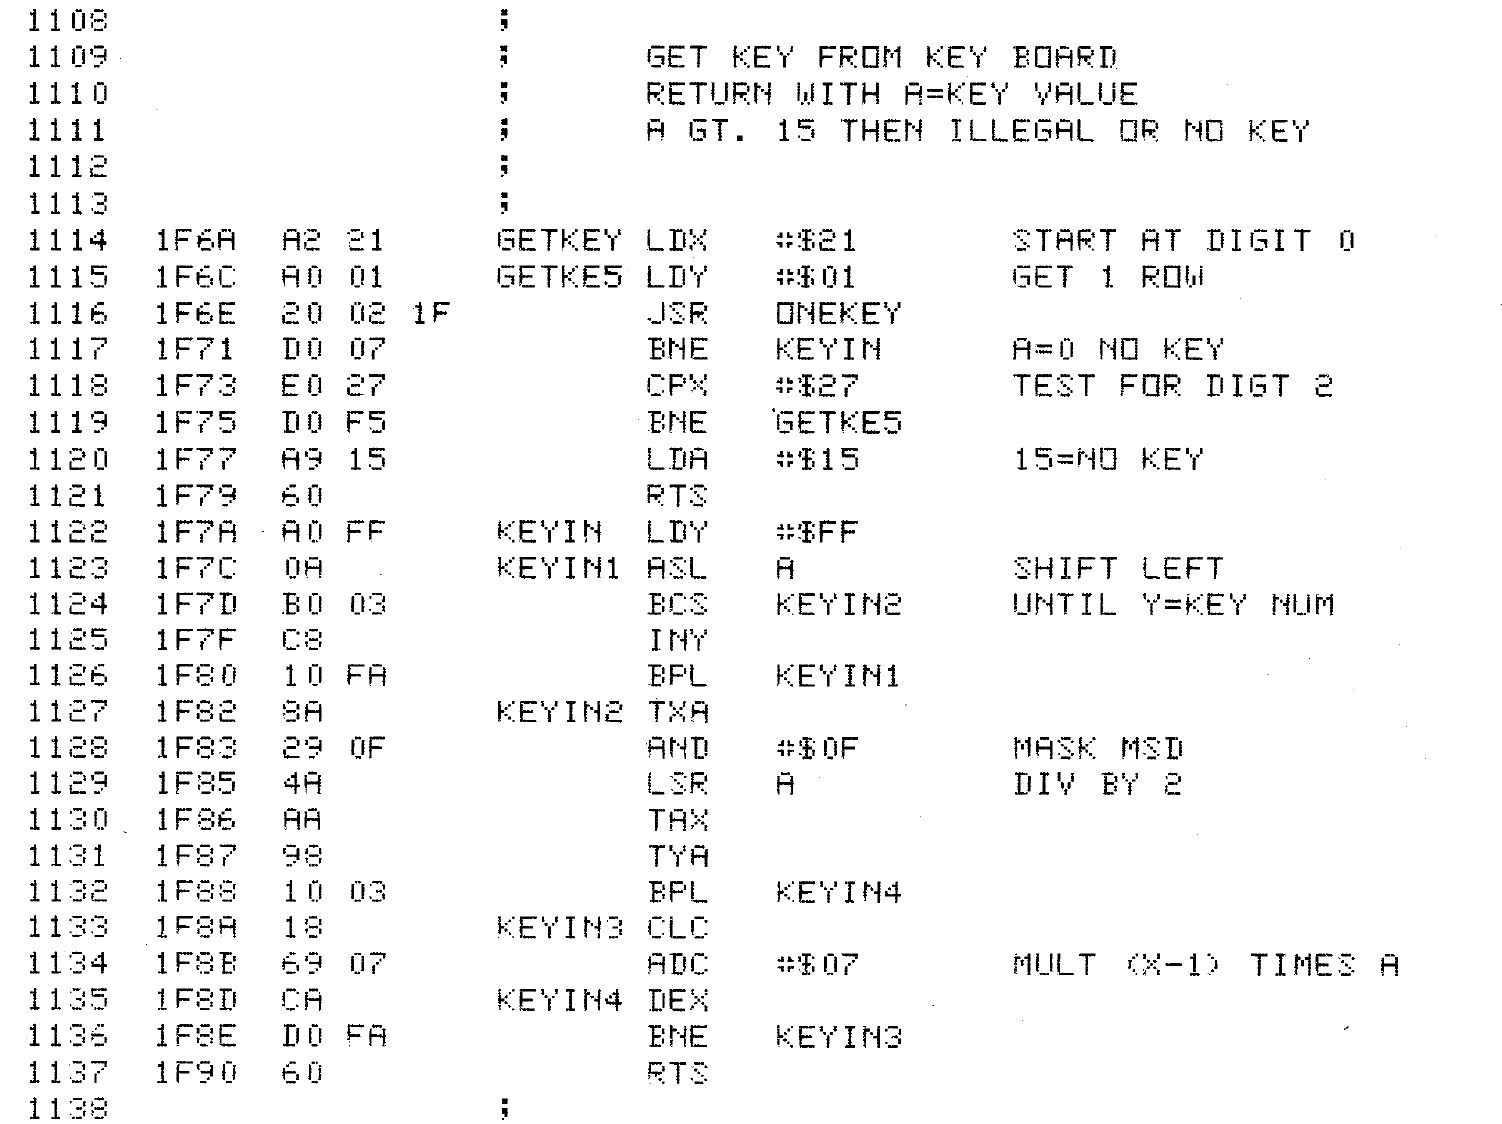 1108 ;
1109 ; GET KEY FROM KEY BOARD
1110 ; RETURN WITH A=KEY VALUE
1111 ; A GT. 15 THEN ILLEGAL OR NO KEY
1112 ;
1113 ;
1114 1F6A A2 21 GETKEY LDX #$21 START AT DIGIT 0
1115 1F6C A0 01 GETKE5 LDY #$01 GET 1 ROW
1116 1F6E 20 02 1F JSR ONEKEY
1117 1F71 D0 07 BNE KEYIN A=0 NO KEY
1118 1F73 E0 27 CPX #$27 TEST FOR DIGT 2
1119 1F75 D0 F5 BNE GETKE5
1120 1F77 A9 15 LDA #$15 15=NO KEY
1121 1F79 60 RTS
1122 1F7A A0 FF KEYIN LDY #$FF
1123 1F7C 0A KEYIN1 ASL A SHIFT LEFT
1124 1F7D B0 03 BCS KEYIN2 UNTIL Y=KEY NUM
1125 1F7F C8 INY
1126 1F80 10 FA BPL KEYIN1
1127 1F82 8A KEYIN2 TXA
1128 1F83 29 0F AND #$0F MASK MSD
1129 1F85 4A LSR A DIV BY 2
1130 1F86 AA TAX
1131 1F87 98 TYA
1132 1F88 10 03 BPL KEYIN4
1133 1F8A 18 KEYIN3 CLC
1134 1F8B 69 07 ADC #$07 MULT (X-1) TIMES A
1135 1F8D CA KEYIN4 DEX
1136 1F8E D0 FA BNE KEYIN3
1137 1F90 60 RTS
1138 ;